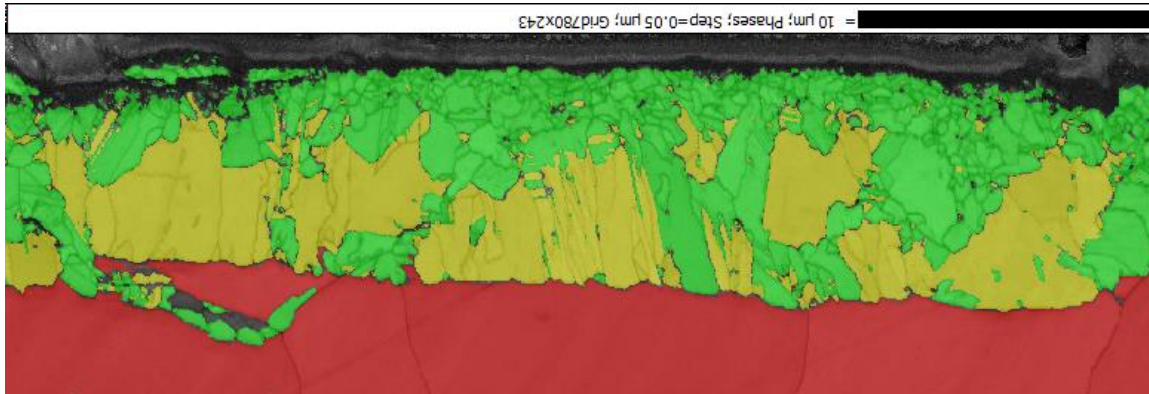 = 10 µm; Phases; Step=0.05 µm; Grid780x243